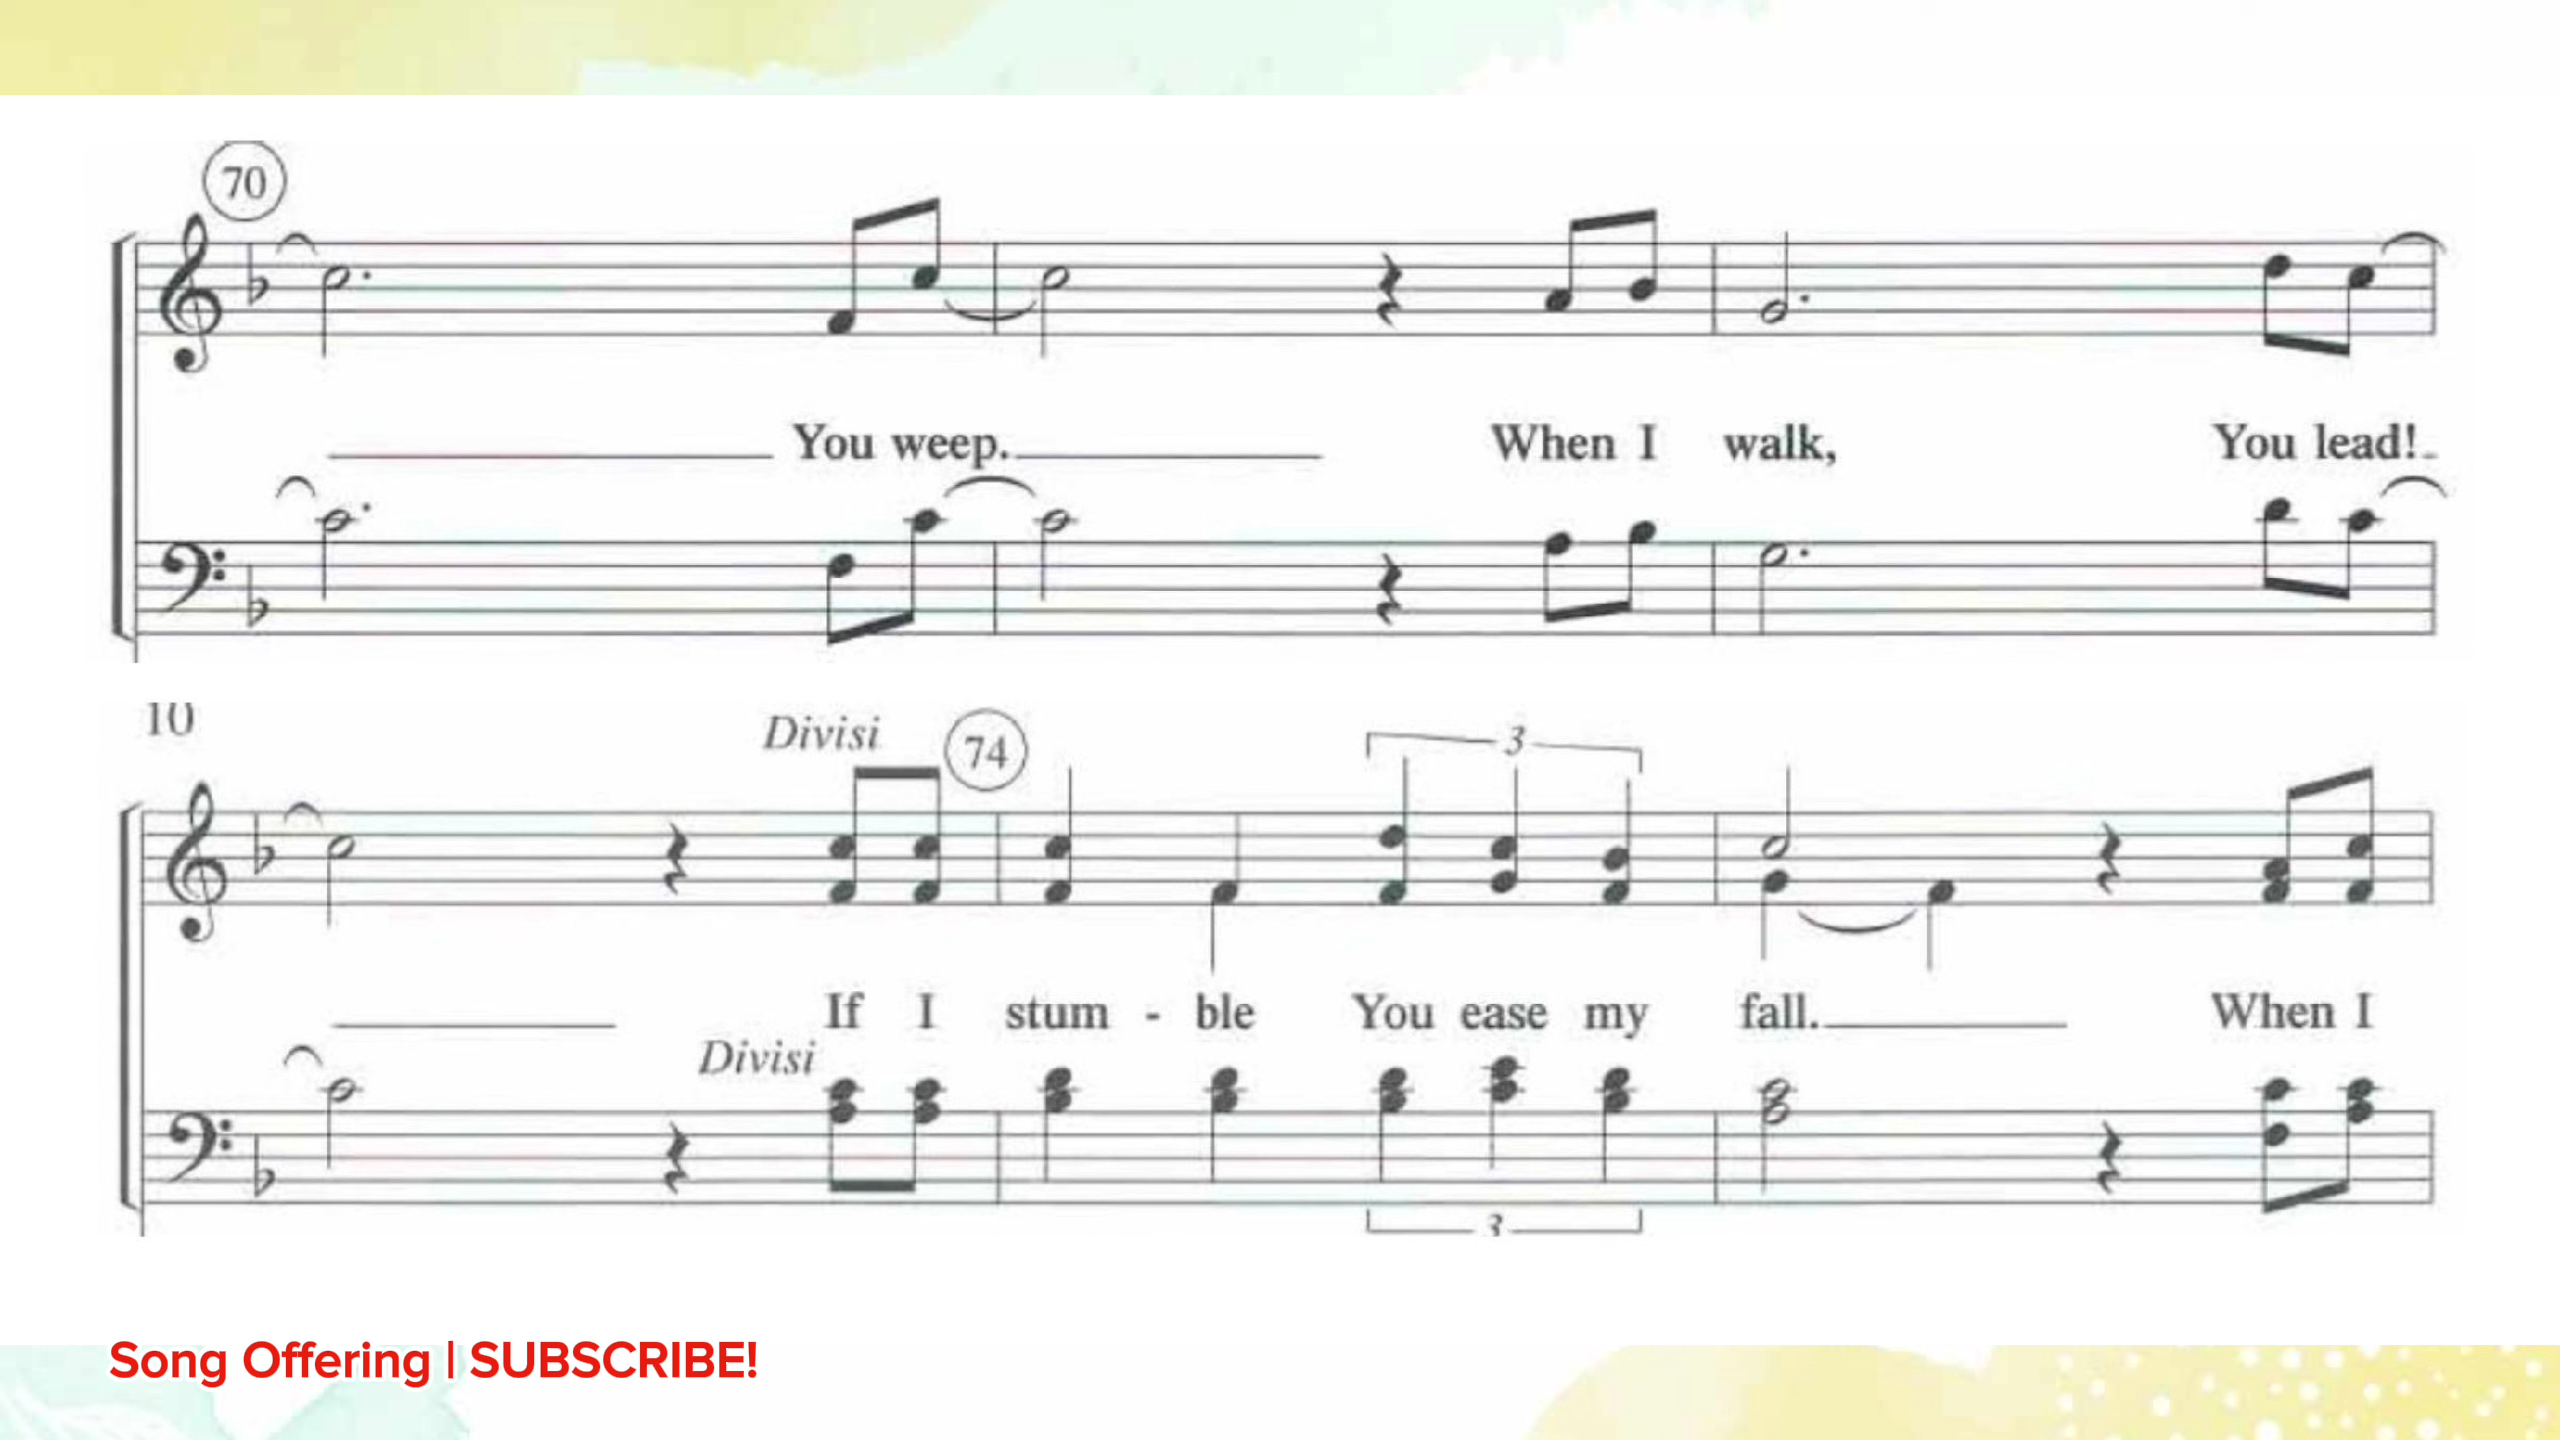 70
You weep. When I walk, You lead!
10
Divisi
74
3
If I stum - ble You ease my fall. When I
Divisi
3
Song Offering | SUBSCRIBE!